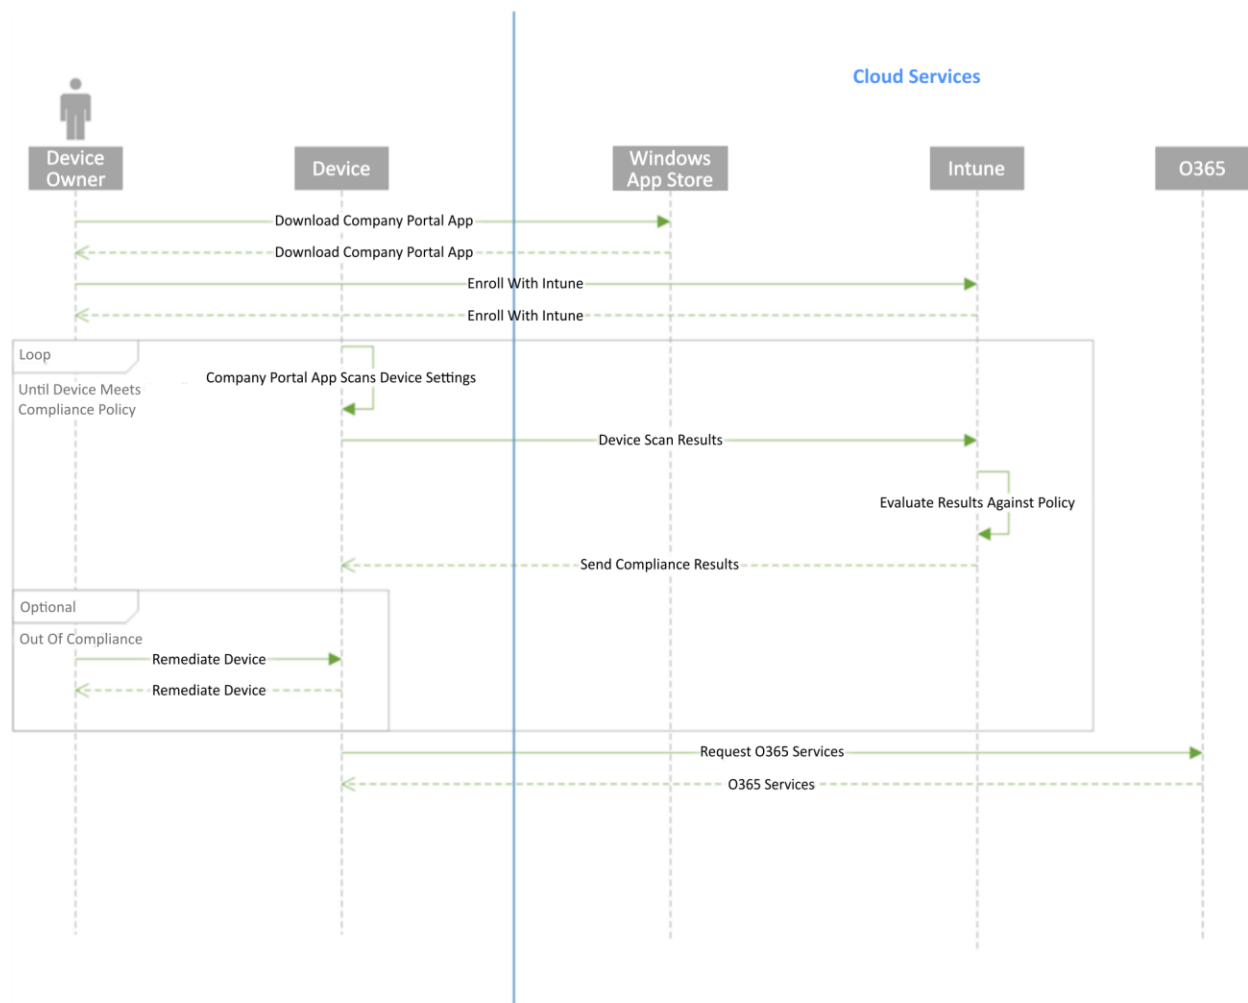 Cloud Services
Device
Owner
Device
Windows
App Store
Intune
O365
Download Company Portal App
Download Company Portal App
Enroll With Intune
Enroll With Intune
Loop
Until Device Meets
Compliance Policy
Company Portal App Scans Device Settings
Device Scan Results
Evaluate Results Against Policy
Send Compliance Results
Optional
Out Of Compliance
Remediate Device
Remediate Device
Request O365 Services
O365 Services